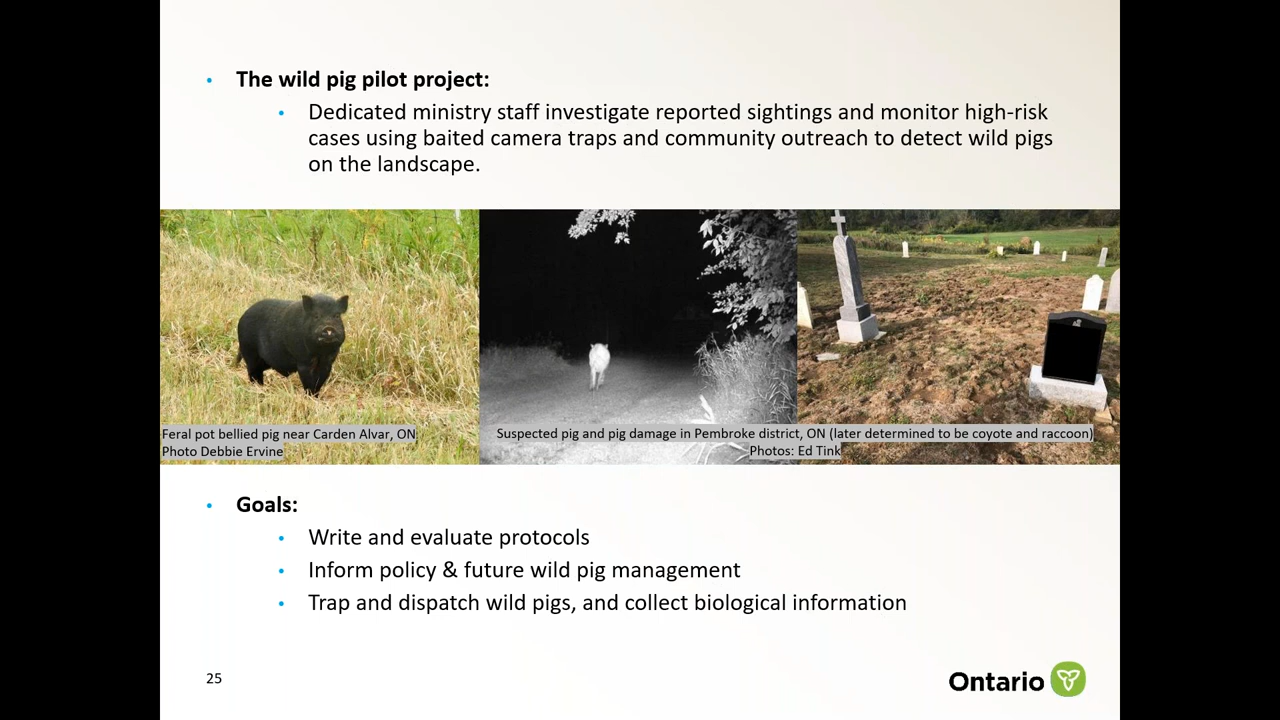 • The wild pig pilot project:
• Dedicated ministry staff investigate reported sightings and monitor high-risk
cases using baited camera traps and community outreach to detect wild pigs
on the landscape.
Feral pot bellied pig near Carden Alvar, ON
Photo Debbie Ervine
Suspected pig and pig damage in Pembroke district, ON (later determined to be coyote and raccoon)
Photos: Ed Tink
• Goals:
• Write and evaluate protocols
• Inform policy & future wild pig management
• Trap and dispatch wild pigs, and collect biological information
25
Ontario